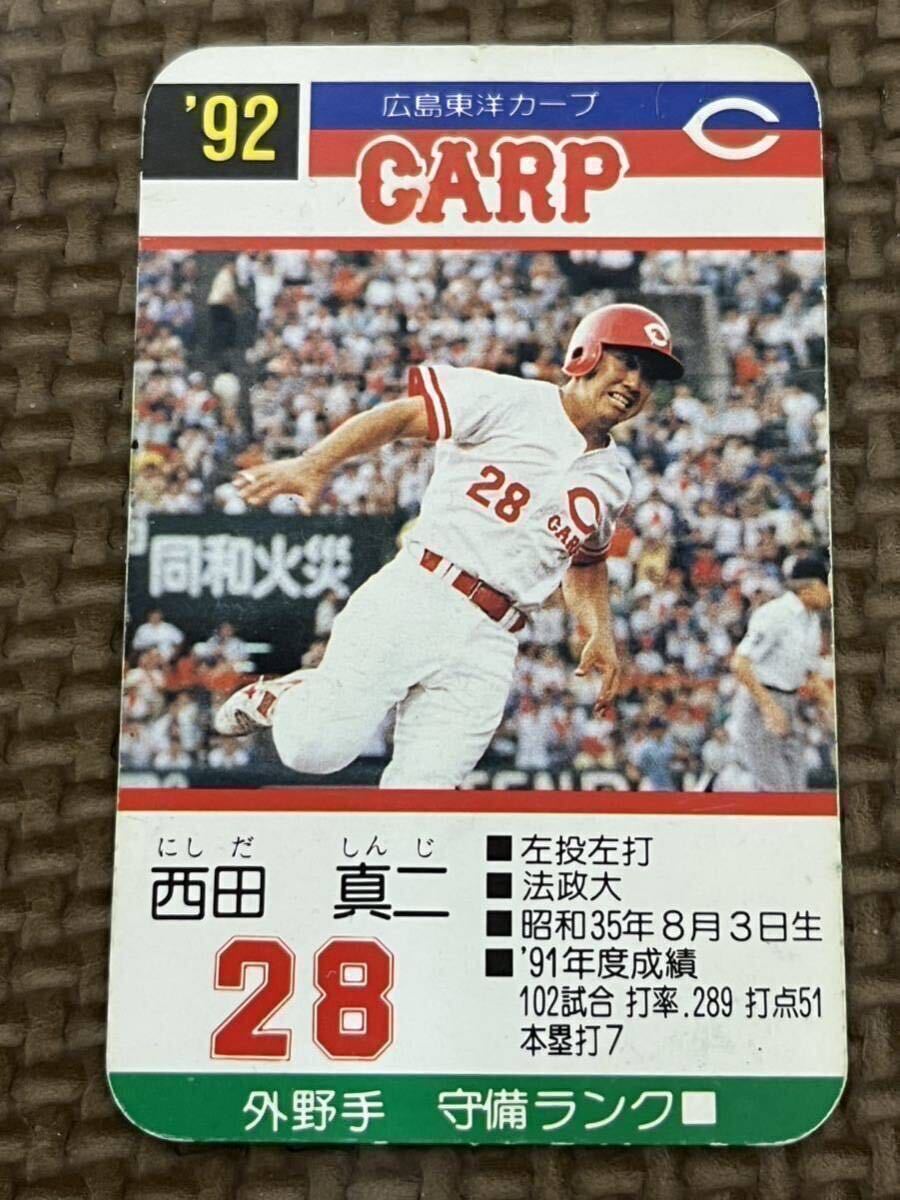 '92
広島東洋カープ
C
CARP
C
28
C
CARP
同和火災
にしだ しんじ
西田 真二
28
■左投左打
■法政大
■昭和35年8月3日生
■'91年度成績
102試合 打率.289 打点51
本塁打7
外野手 守備ランク■